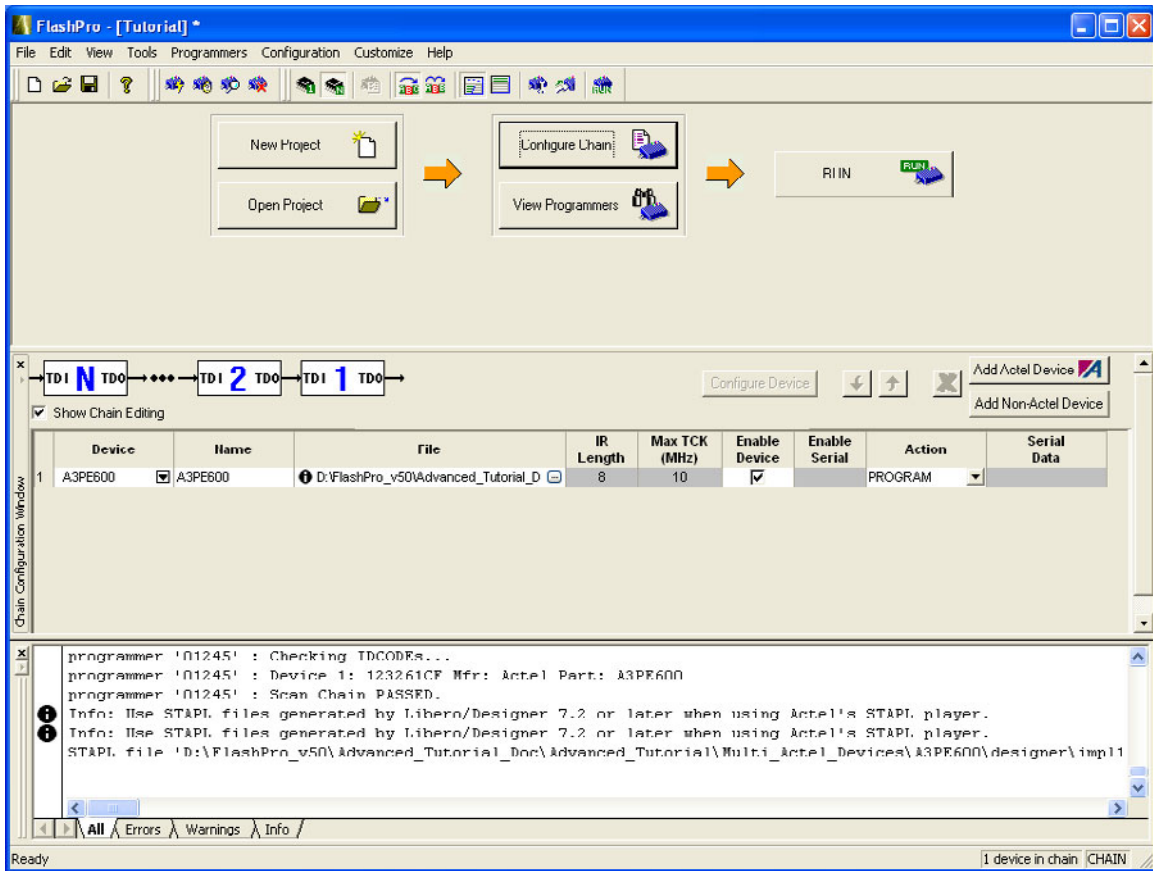 FlashPro - [Tutorial] *
File Edit View Tools Programmers Configuration Customize Help
New Project
Configure Chain
RUN
RUN
Open Project
View Programmers
TDI N TDO TDI 2 TDO TDI 1 TDO
Configure Device
Add Actel Device
Show Chain Editing
Add Non-Actel Device
Device Name File IR Length Max TCK (MHz) Enable Device Enable Serial Action Serial Data
1 A3PE600 A3PE600 D:\FlashPro_v50\Advanced_Tutorial_D 8 10 PROGRAM
Chain Configuration Window
programmer '01245' : Checking IDCODEs...
programmer '01245' : Device 1: 123261CF Mfr: Actel Part: A3PE600
programmer '01245' : Scan Chain PASSED.
Info: Use STAPL files generated by Libero/Designer 7.2 or later when using Actel's STAPL player.
Info: Use STAPL files generated by Libero/Designer 7.2 or later when using Actel's STAPL player.
STAPL file 'D:\FlashPro_v50\Advanced_Tutorial_Doc\Advanced_Tutorial\Multi_Actel_Devices\A3PE600\designer\impl1
All Errors Warnings Info
Ready
1 device in chain CHAIN